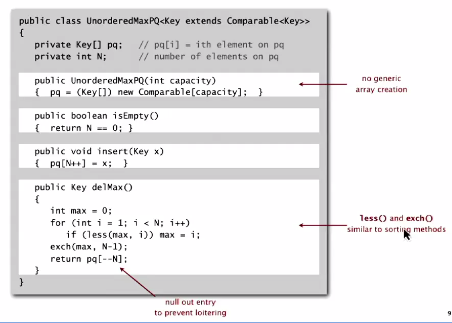 public class UnorderedMaxPQ<Key extends Comparable<Key>>
{
private Key[] pq; // pq[i] = ith element on pq
private int N; // number of elements on pq
public UnorderedMaxPQ(int capacity)
{ pq = (Key[]) new Comparable[capacity]; }
no generic
array creation
public boolean isEmpty()
{ return N == 0; }
public void insert(Key x)
{ pq[N++] = x; }
public Key delMax()
{
int max = 0;
for (int i = 1; i < N; i++)
if (less(max, i)) max = i;
exch(max, N-1);
return pq[--N];
}
}
less() and exch()
similar to sorting methods
null out entry
to prevent loitering
9